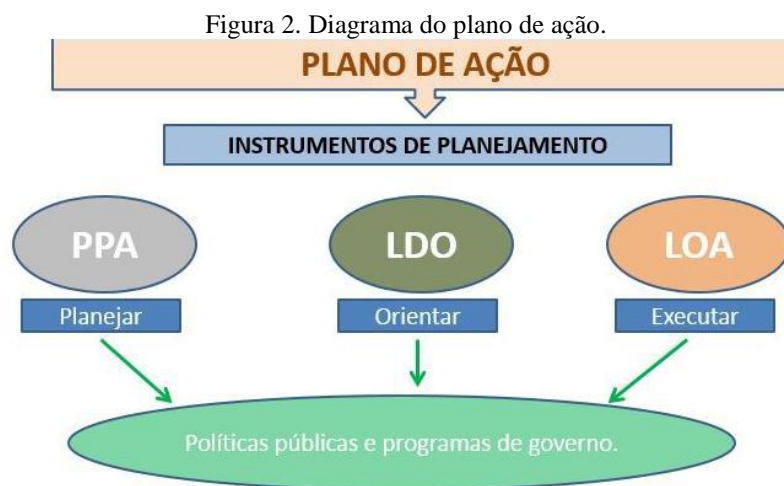 Figura 2. Diagrama do plano de ação.
PLANO DE AÇÃO
INSTRUMENTOS DE PLANEJAMENTO
PPA
LDO
LOA
Planejar
Orientar
Executar
Políticas públicas e programas de governo.